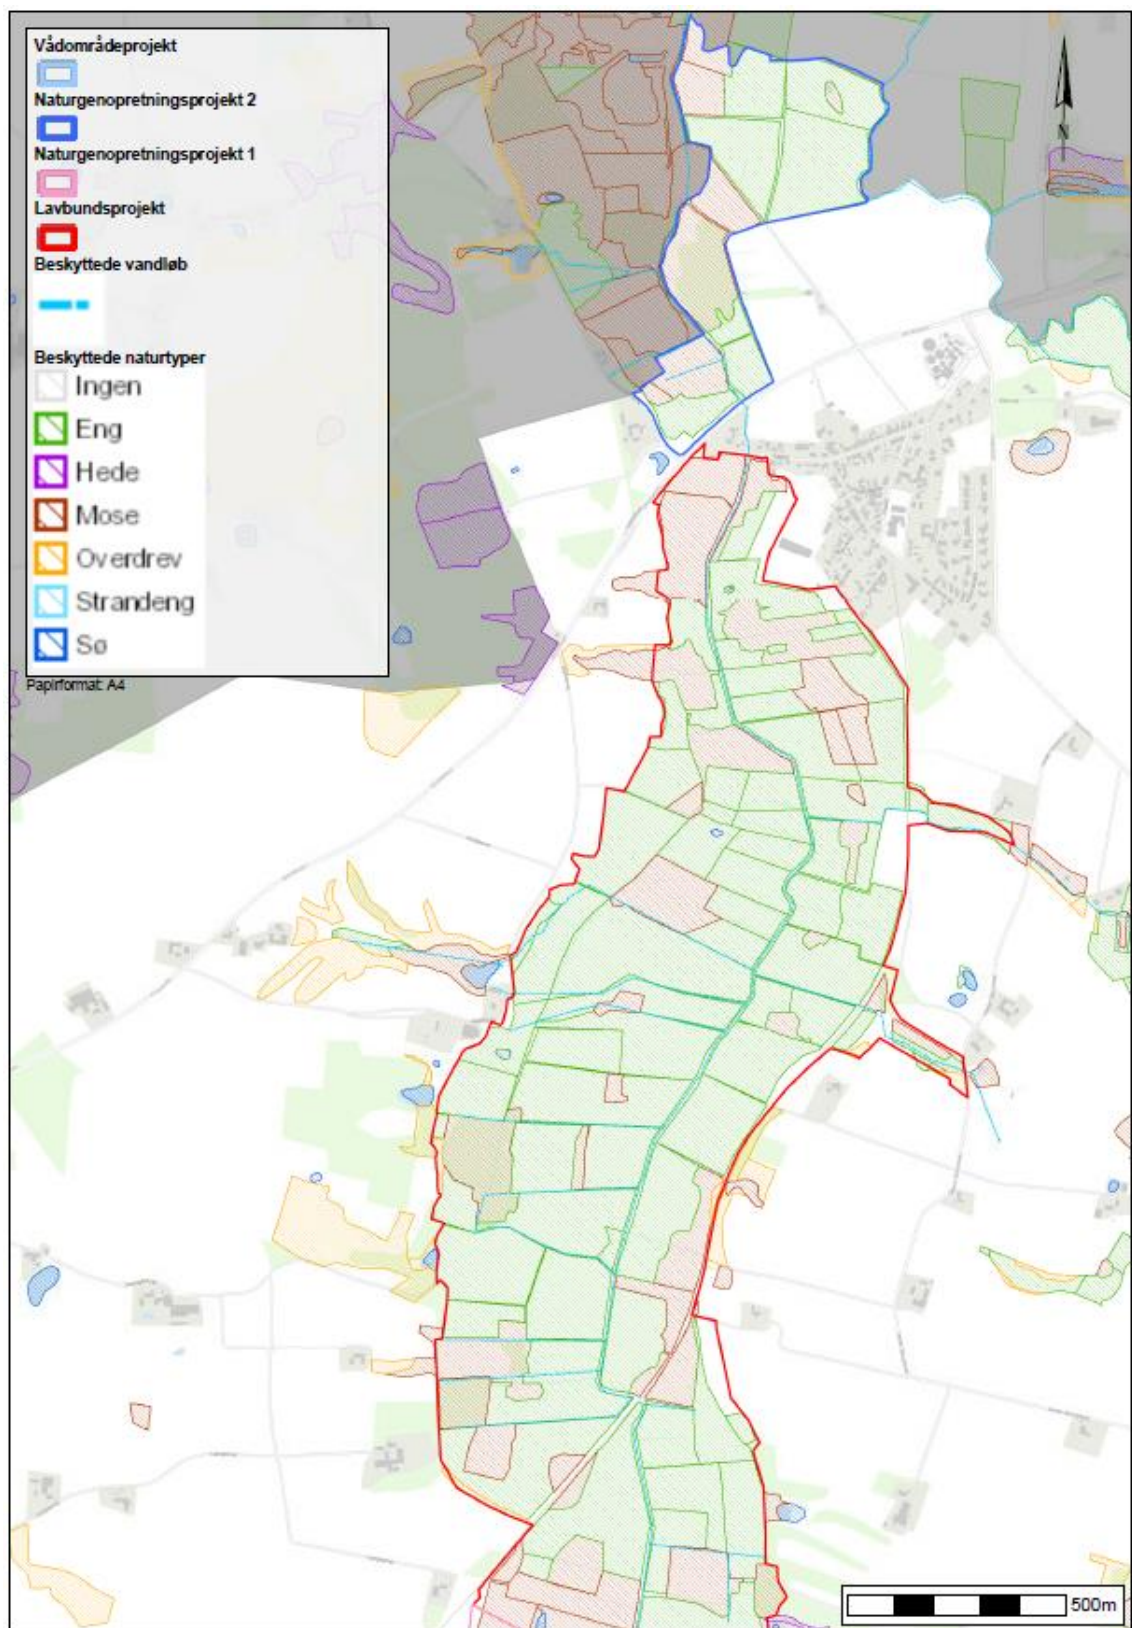 Vådområdeprojekt
Naturgenopretningsprojekt 2
Naturgenopretningsprojekt 1
Lavbundsprojekt
Beskyttede vandløb
Beskyttede naturtyper
Ingen
Eng
Hede
Mose
Overdrev
Strandeng
Sø
Papirformat: A4
N
500m